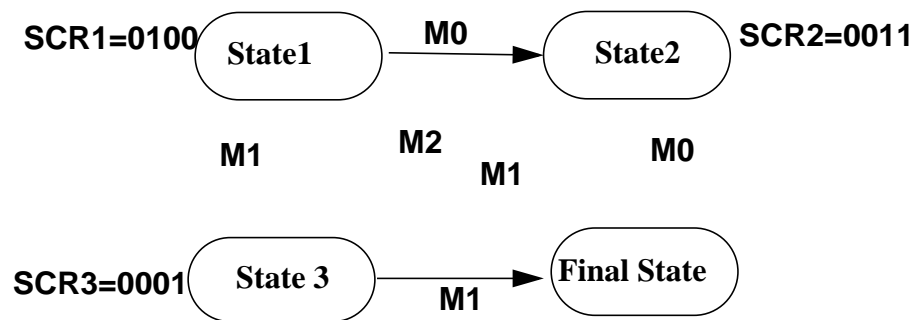 SCR1=0100 State1 M0 State2 SCR2=0011
M1 M2 M1 M0
SCR3=0001 State 3 M1 Final State